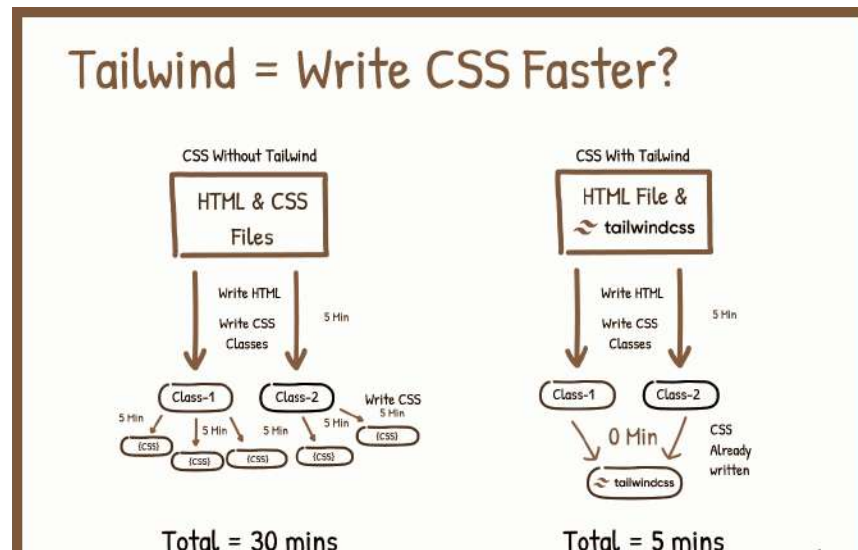 Tailwind = Write CSS Faster?
CSS Without Tailwind
HTML & CSS
Files
Write HTML
5 Min
Write CSS
Classes
Class-1
Class-2
Write CSS
5 Min
5 Min
5 Min
5 Min
5 Min
{CSS}
{CSS}
{CSS}
{CSS}
{CSS}
Total = 30 mins
CSS With Tailwind
HTML File &
tailwindcss
Write HTML
5 Min
Write CSS
Classes
Class-1
Class-2
0 Min
CSS
Already
written
tailwindcss
Total = 5 mins